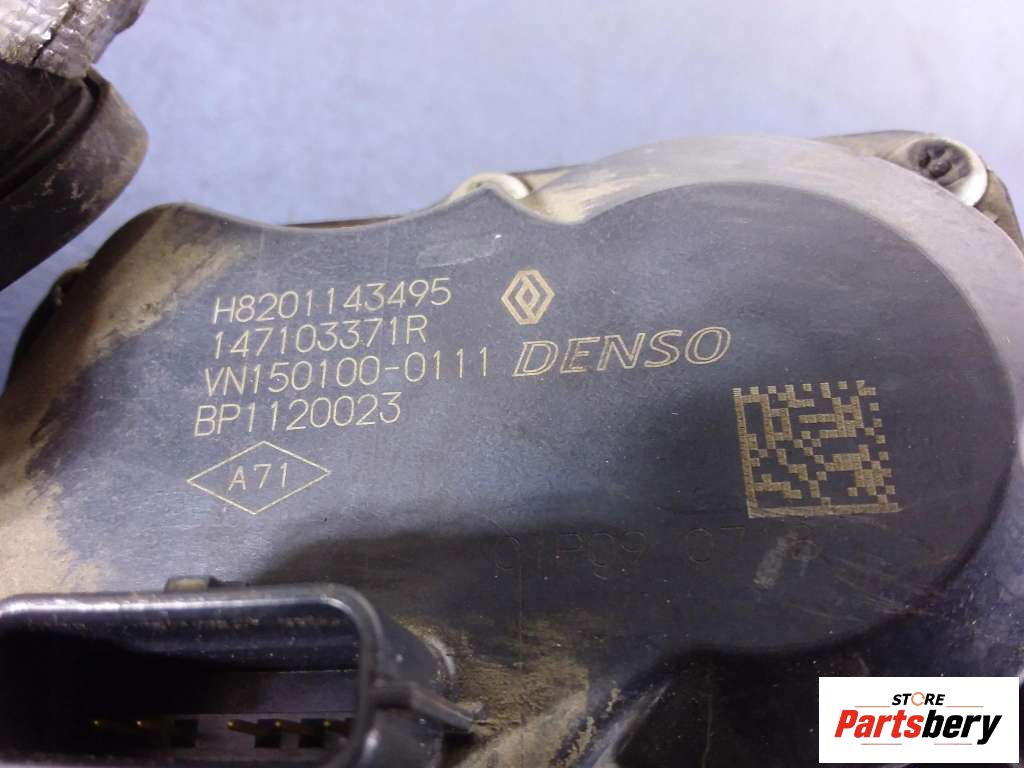 H8201143495
147103371R
VN150100-0111 DENSO
BP1120023
A71
STORE
Partsbery